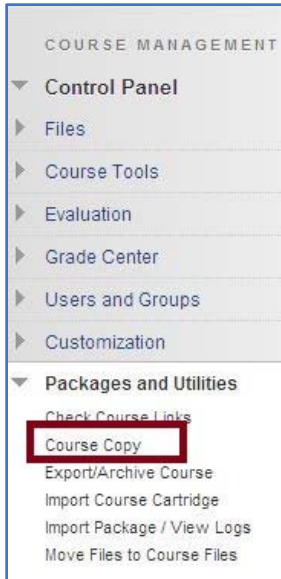 COURSE MANAGEMENT
Control Panel
Files
Course Tools
Evaluation
Grade Center
Users and Groups
Customization
Packages and Utilities
Check Course Links
Course Copy
Export/Archive Course
Import Course Cartridge
Import Package / View Logs
Move Files to Course Files